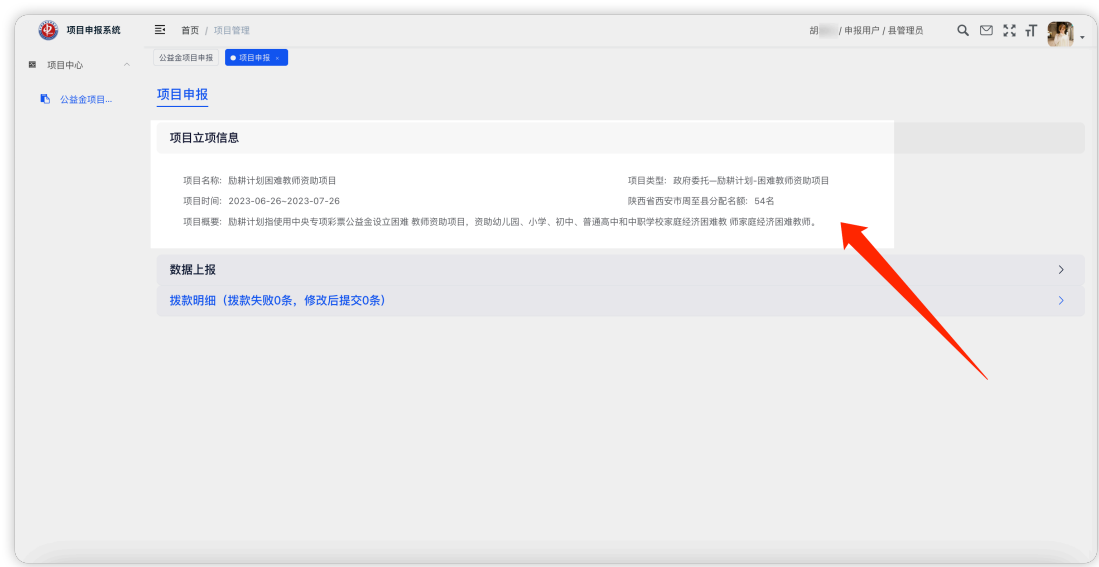 项目申报系统
首页 / 项目管理
胡 / 申报用户 / 县管理员
项目中心
公益金项目申报
项目申报 ×
公益金项目...
项目申报
项目立项信息
项目名称: 励耕计划困难教师资助项目
项目类型: 政府委托—励耕计划-困难教师资助项目
项目时间: 2023-06-26~2023-07-26
陕西省西安市周至县分配名额: 54名
项目概要: 励耕计划指使用中央专项彩票公益金设立困难 教师资助项目，资助幼儿园、小学、初中、普通高中和中职学校家庭经济困难教 师家庭经济困难教师。
数据上报
拨款明细（拨款失败0条，修改后提交0条）